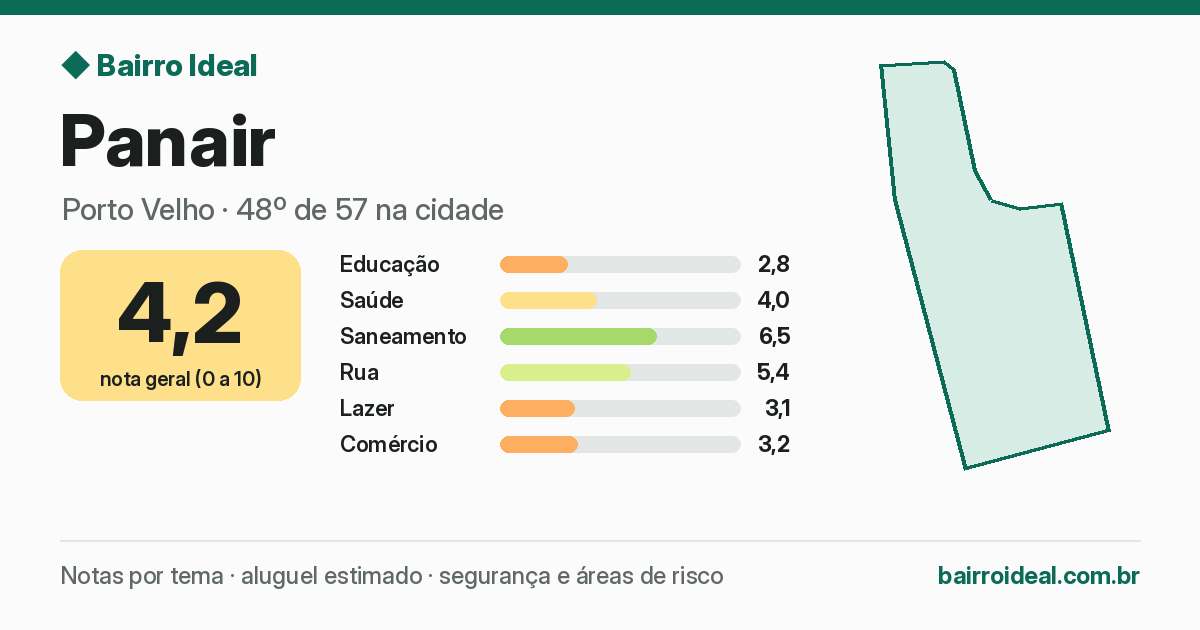 Bairro Ideal
Panair
Porto Velho · 48º de 57 na cidade
4,2
nota geral (0 a 10)
Educação 2,8
Saúde 4,0
Saneamento 6,5
Rua 5,4
Lazer 3,1
Comércio 3,2
Notas por tema · aluguel estimado · segurança e áreas de risco
bairroideal.com.br